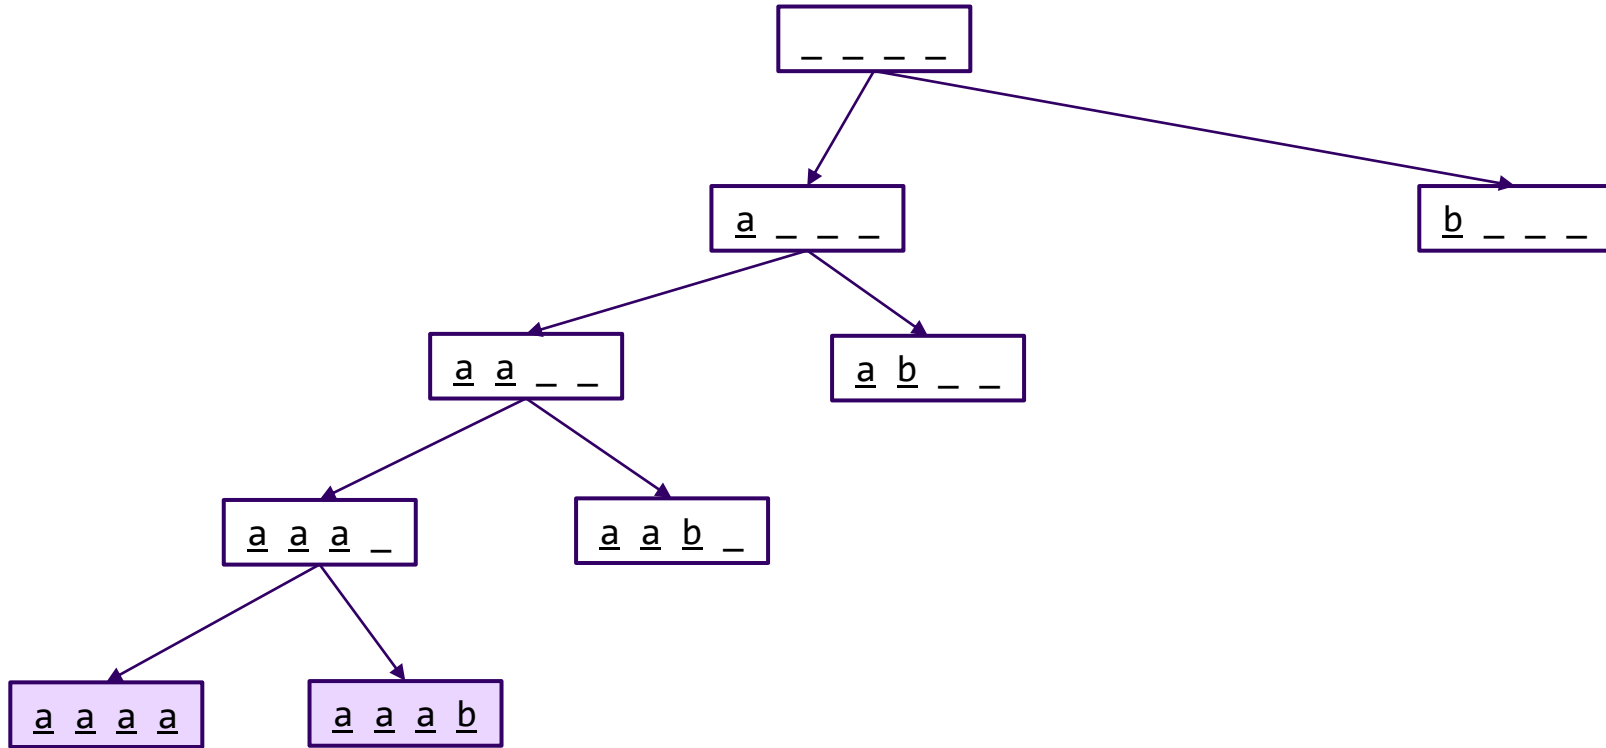 _ _ _ _
a _ _ _
b _ _ _
a a _ _
a b _ _
a a a _
a a b _
a a a a
a a a b